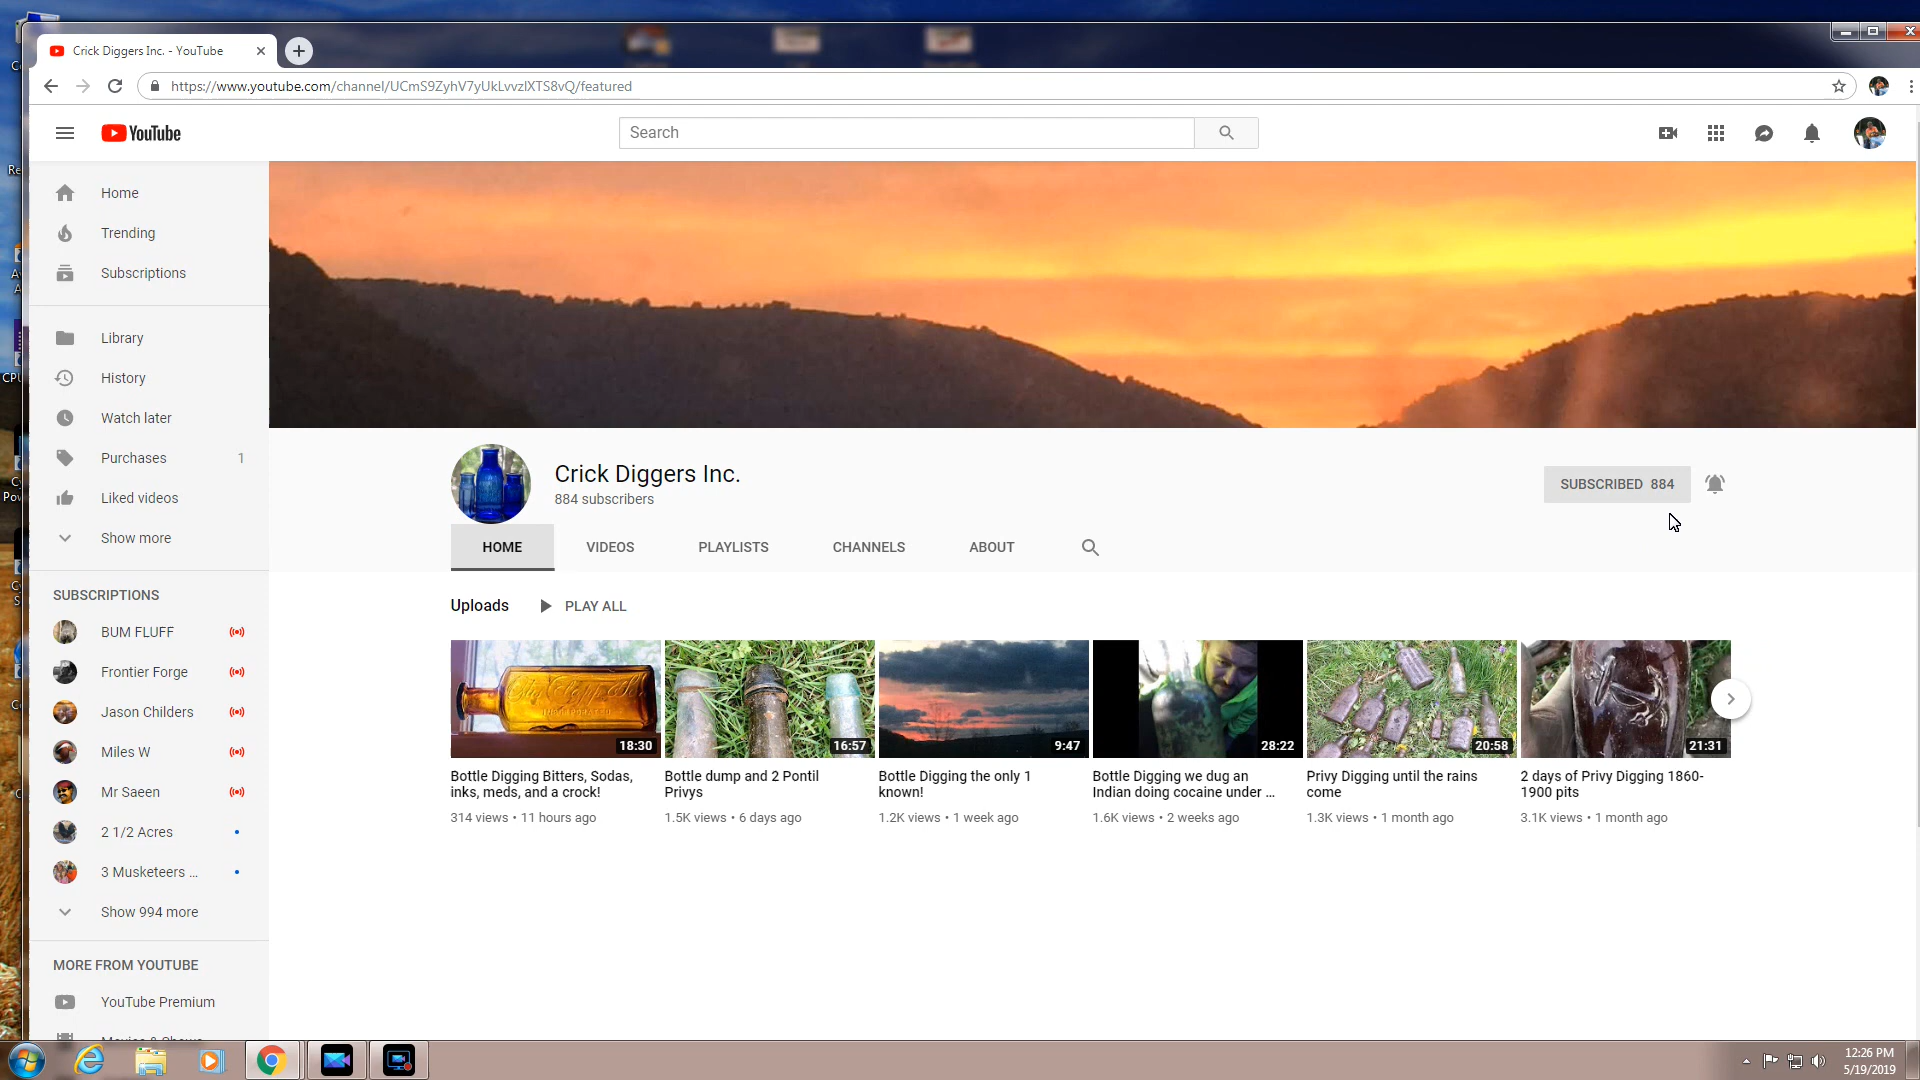 Crick Diggers Inc. - YouTube
https://www.youtube.com/channel/UCmS9ZyhV7yUkLvvzlXTS8vQ/featured
YouTube
Search
Home
Trending
Subscriptions
Library
History
Watch later
Purchases 1
Liked videos
Show more
SUBSCRIPTIONS
BUM FLUFF
Frontier Forge
Jason Childers
Miles W
Mr Saeen
2 1/2 Acres
3 Musketeers ...
Show 994 more
MORE FROM YOUTUBE
YouTube Premium
Crick Diggers Inc.
884 subscribers
SUBSCRIBED 884
HOME VIDEOS PLAYLISTS CHANNELS ABOUT
Uploads PLAY ALL
18:30
Bottle Digging Bitters, Sodas,
inks, meds, and a crock!
314 views • 11 hours ago
16:57
Bottle dump and 2 Pontil
Privys
1.5K views • 6 days ago
9:47
Bottle Digging the only 1
known!
1.2K views • 1 week ago
28:22
Bottle Digging we dug an
Indian doing cocaine under ...
1.6K views • 2 weeks ago
20:58
Privy Digging until the rains
come
1.3K views • 1 month ago
21:31
2 days of Privy Digging 1860-
1900 pits
3.1K views • 1 month ago
12:26 PM
5/19/2019